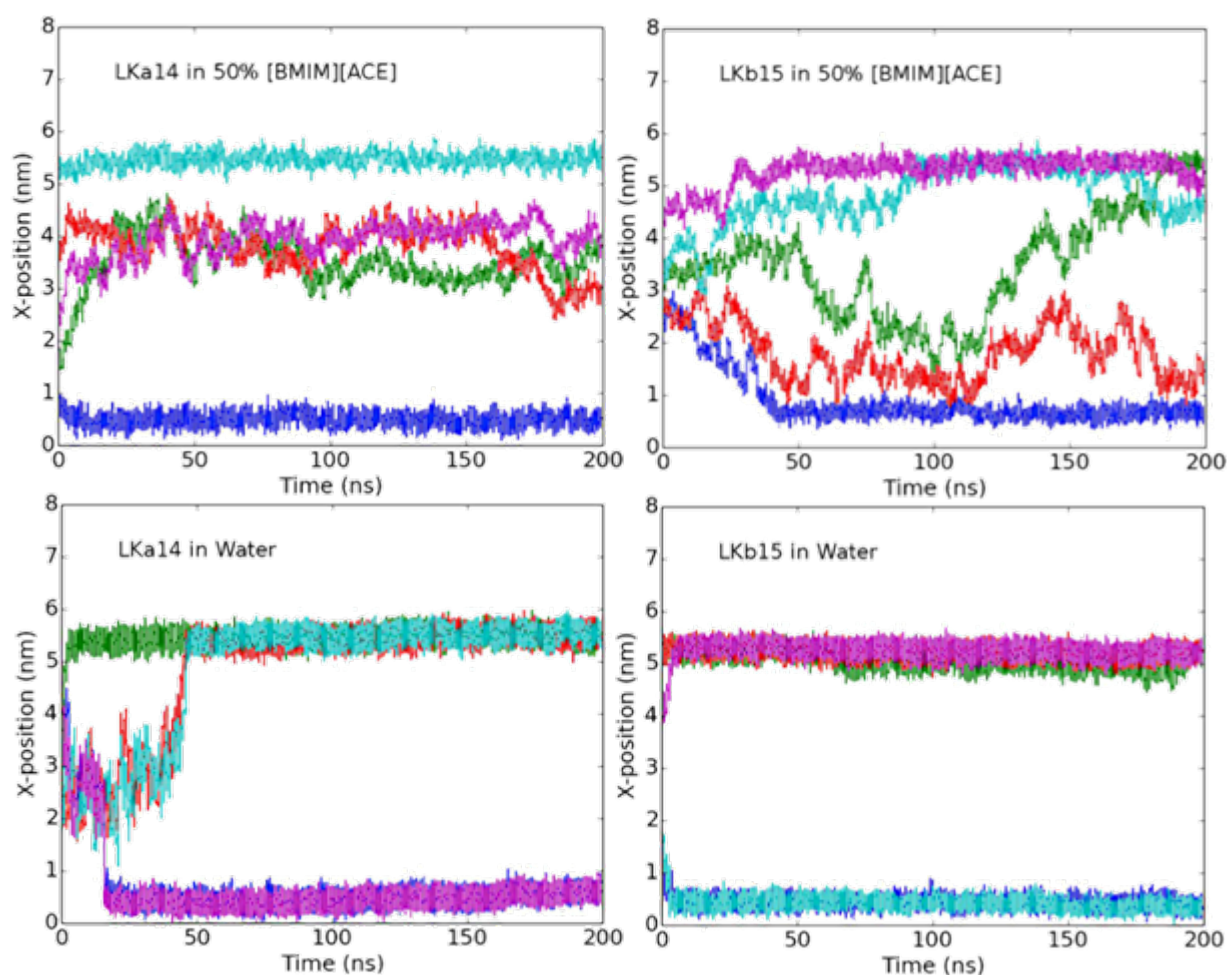 LKa14 in 50% [BMIM][ACE]
X-position (nm)
8
7
6
5
4
3
2
1
0
0 50 100 150 200
Time (ns)
LKb15 in 50% [BMIM][ACE]
X-position (nm)
8
7
6
5
4
3
2
1
0
0 50 100 150 200
Time (ns)
LKa14 in Water
X-position (nm)
8
7
6
5
4
3
2
1
0
0 50 100 150 200
Time (ns)
LKb15 in Water
X-position (nm)
8
7
6
5
4
3
2
1
0
0 50 100 150 200
Time (ns)